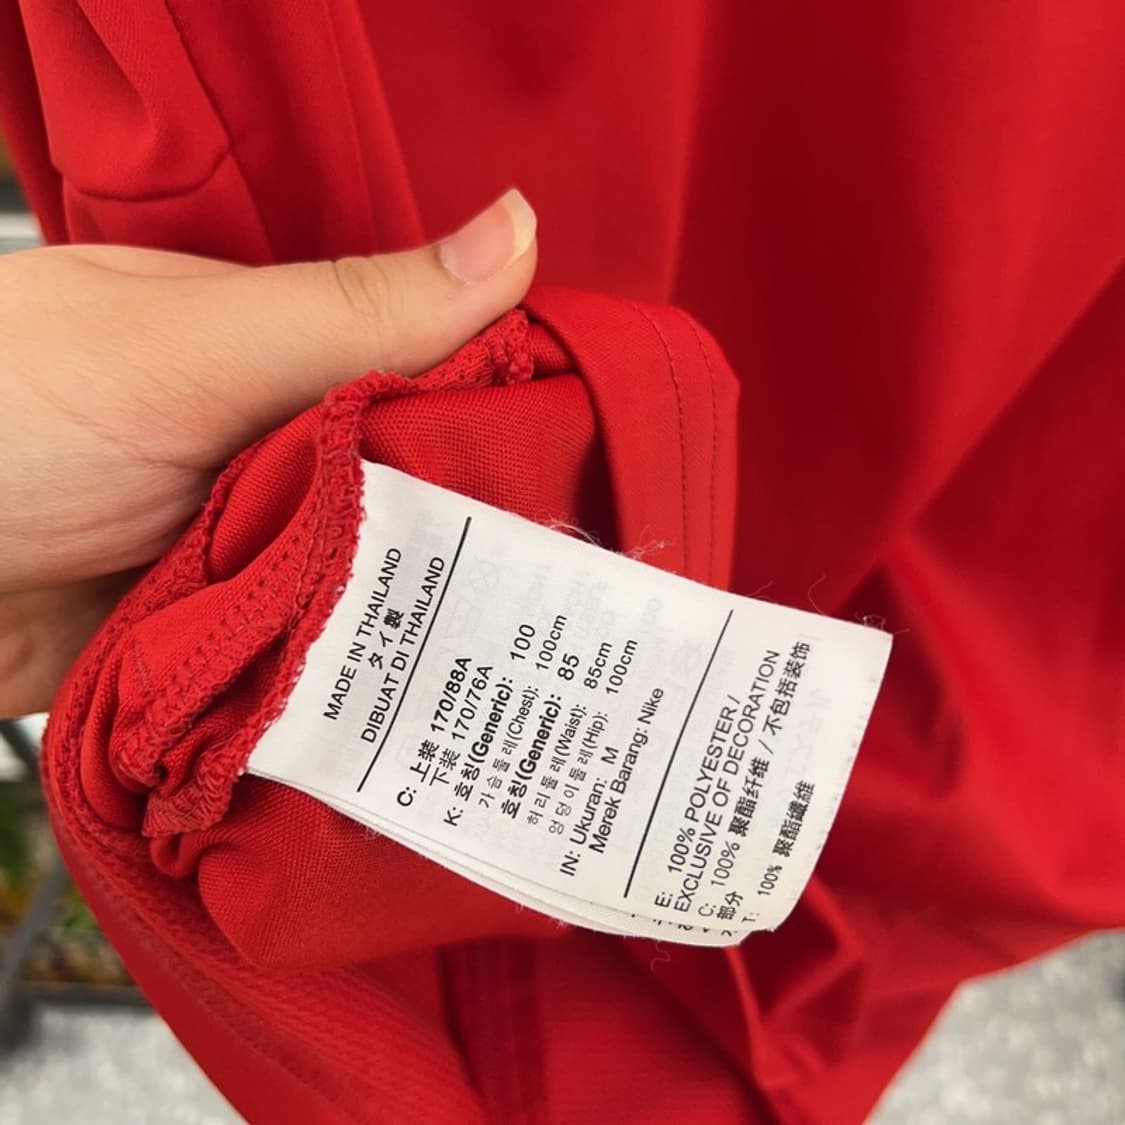 MADE IN THAILAND
タイ製
DIBUAT DI THAILAND
C: 上装 170/88A
下装 170/76A
K: 호칭(Generic): 100
가슴둘레(Chest): 100cm
호칭(Generic): 85
허리둘레(Waist): 85cm
엉덩이둘레(Hip): 100cm
IN: Ukuran: M
Merek Barang: Nike
E: 100% POLYESTER /
EXCLUSIVE OF DECORATION
C: 100% 聚酯纤维 / 不包括装饰
部分
T: 100% 聚酯纖維